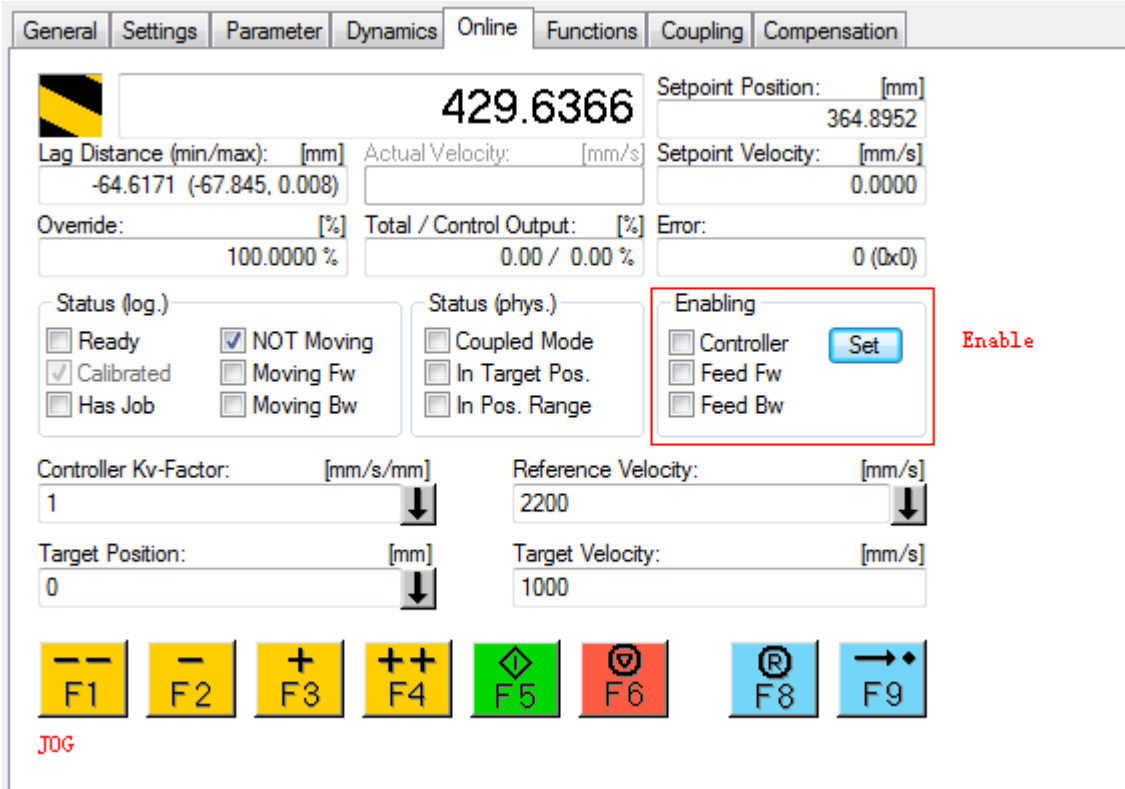 General Settings Parameter Dynamics Online Functions Coupling Compensation
429.6366
Setpoint Position: [mm]
364.8952
Lag Distance (min/max): [mm] Actual Velocity: [mm/s] Setpoint Velocity: [mm/s]
-64.6171 (-67.845, 0.008) 0.0000
Override: [%] Total / Control Output: [%] Error:
100.0000 % 0.00 / 0.00 % 0 (0x0)
Status (log.) Status (phys.) Enabling
Ready NOT Moving Coupled Mode Controller Set Enable
Calibrated Moving Fw In Target Pos. Feed Fw
Has Job Moving Bw In Pos. Range Feed Bw
Controller Kv-Factor: [mm/s/mm] Reference Velocity: [mm/s]
1 2200
Target Position: [mm] Target Velocity: [mm/s]
0 1000
-- - + ++ R
F1 F2 F3 F4 F5 F6 F8 F9
JOG